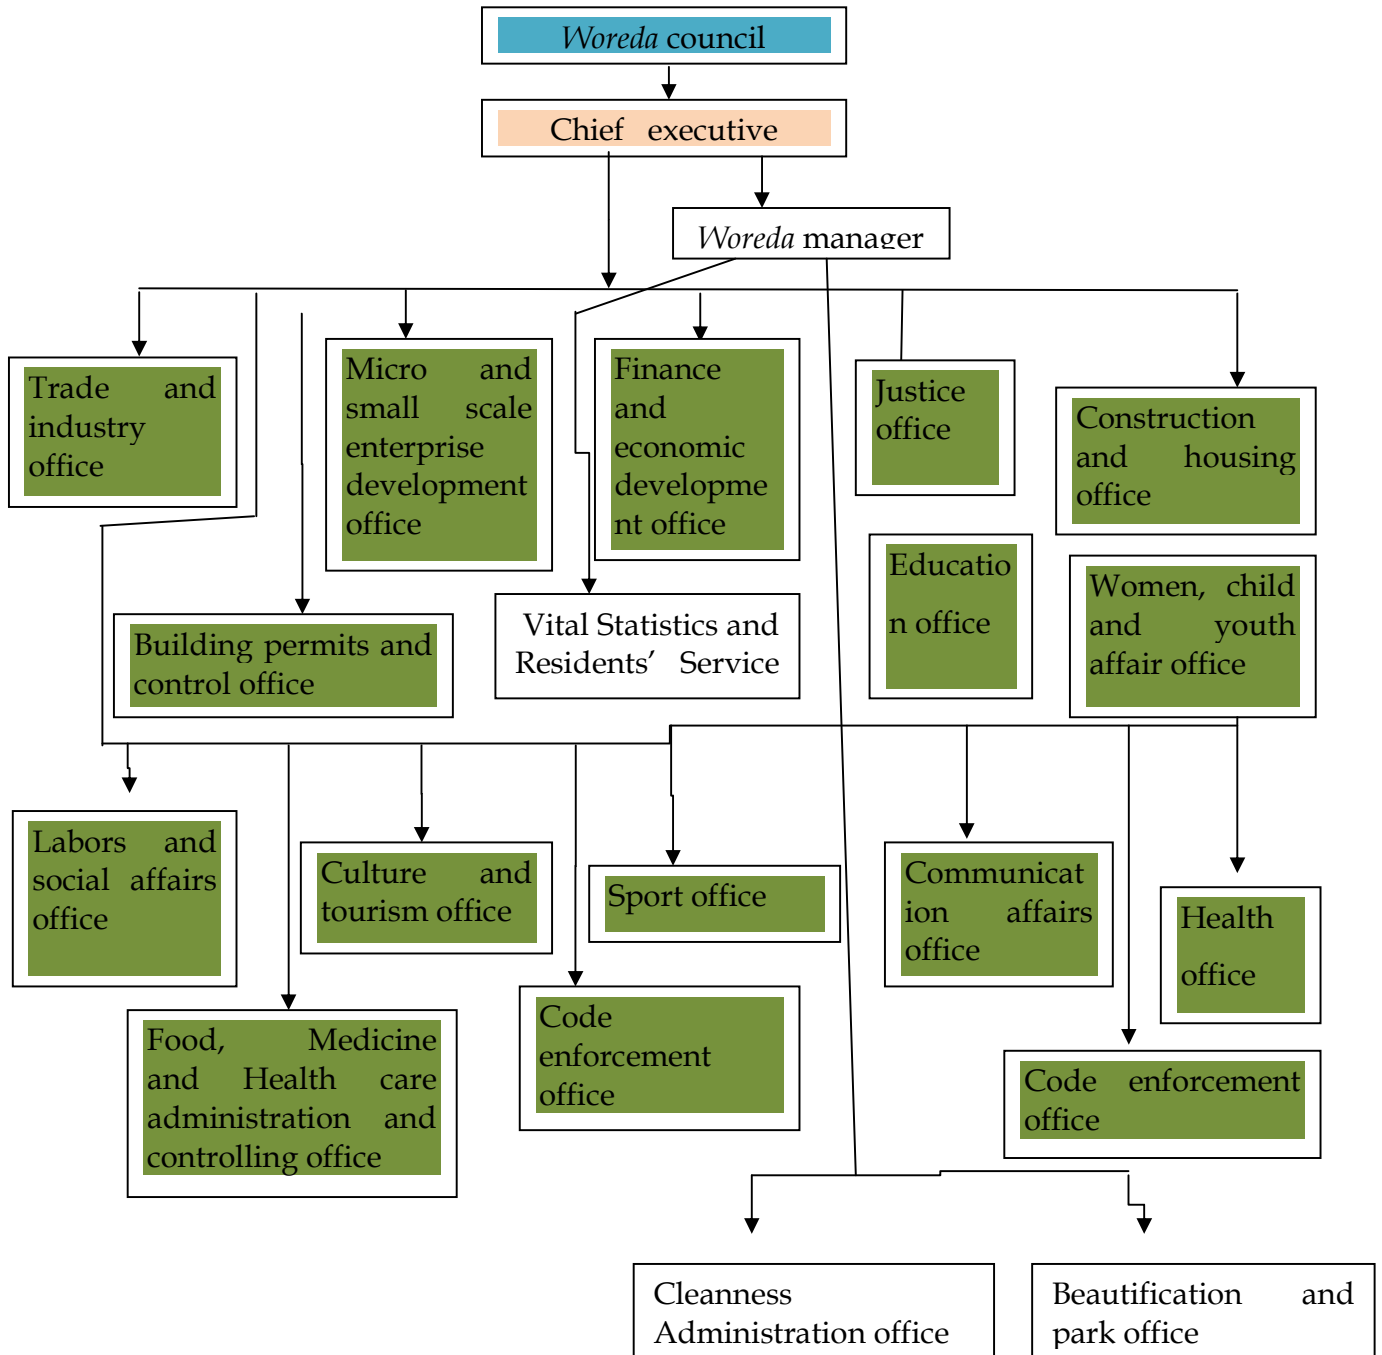 Woreda council
Chief executive
Woreda manager
Trade and
industry
office
Micro and
small scale
enterprise
development
office
Finance
and
economic
developme
nt office
Justice
office
Construction
and housing
office
Educatio
n office
Women, child
and youth
affair office
Building permits and
control office
Vital Statistics and
Residents’ Service
Labors and
social affairs
office
Culture and
tourism office
Sport office
Communicat
ion affairs
office
Health
office
Food, Medicine
and Health care
administration and
controlling office
Code
enforcement
office
Code enforcement
office
Cleanness
Administration office
Beautification and
park office